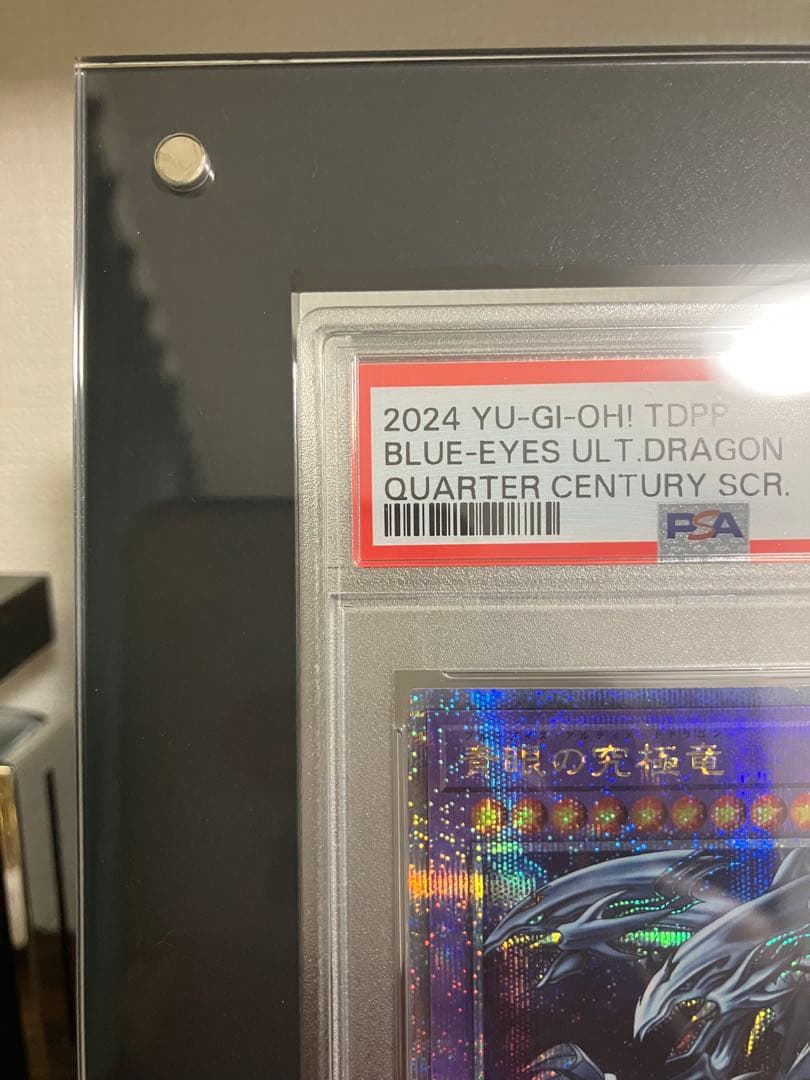 2024 YU-GI-OH! TDPP
BLUE-EYES ULT.DRAGON
QUARTER CENTURY SCR.
PSA
青眼の究極竜